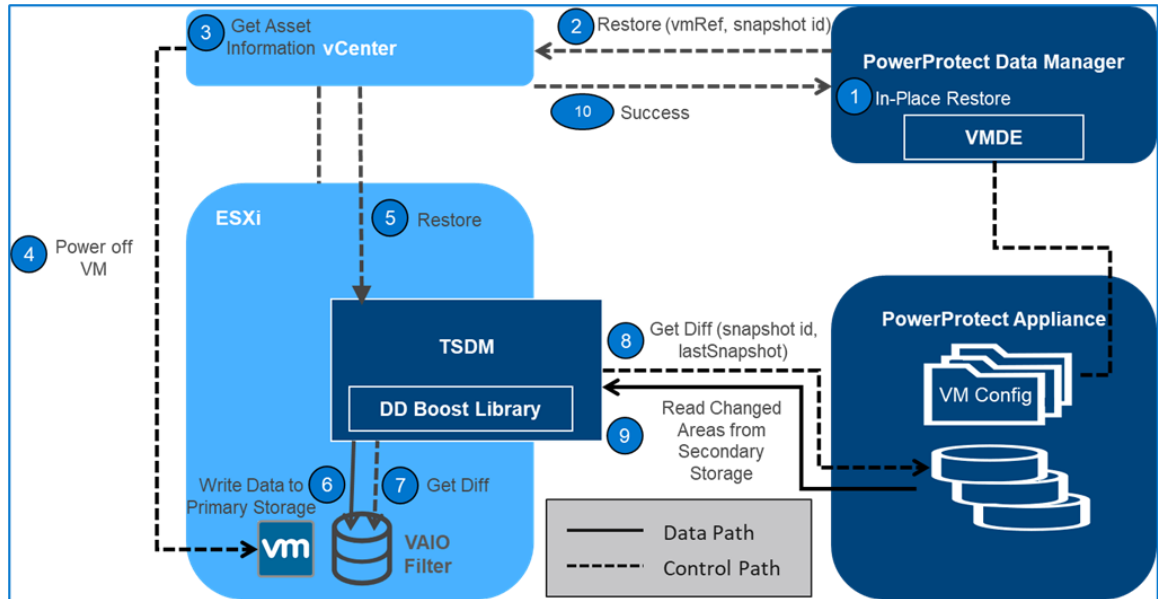 3
Get Asset
Information
vCenter
2
Restore (vmRef, snapshot id)
PowerProtect Data Manager
1
In-Place Restore
VMDE
10
Success
ESXi
5
Restore
4
Power off
VM
TSDM
DD Boost Library
8
Get Diff (snapshot id,
lastSnapshot)
9
Read Changed
Areas from
Secondary
Storage
PowerProtect Appliance
VM Config
6
Write Data to
Primary Storage
7
Get Diff
vm
VAIO
Filter
Data Path
Control Path